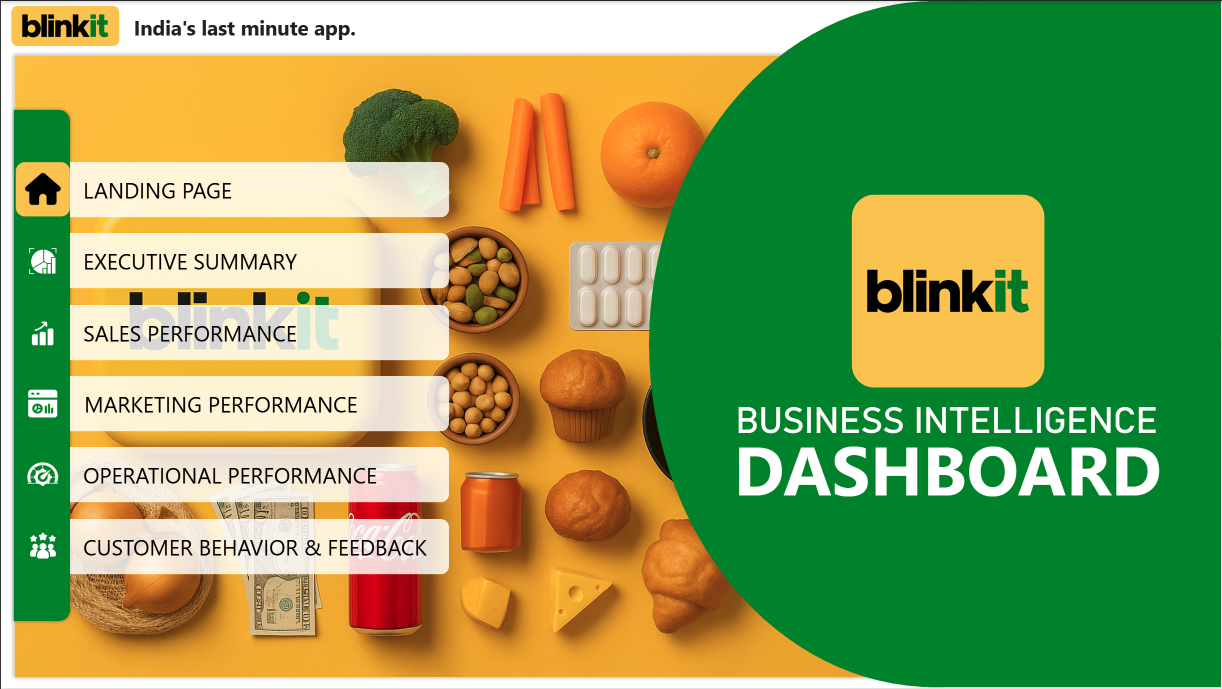 blinkit
India's last minute app.
LANDING PAGE
EXECUTIVE SUMMARY
blinkit
SALES PERFORMANCE
MARKETING PERFORMANCE
OPERATIONAL PERFORMANCE
CUSTOMER BEHAVIOR & FEEDBACK
blinkit
BUSINESS INTELLIGENCE
DASHBOARD